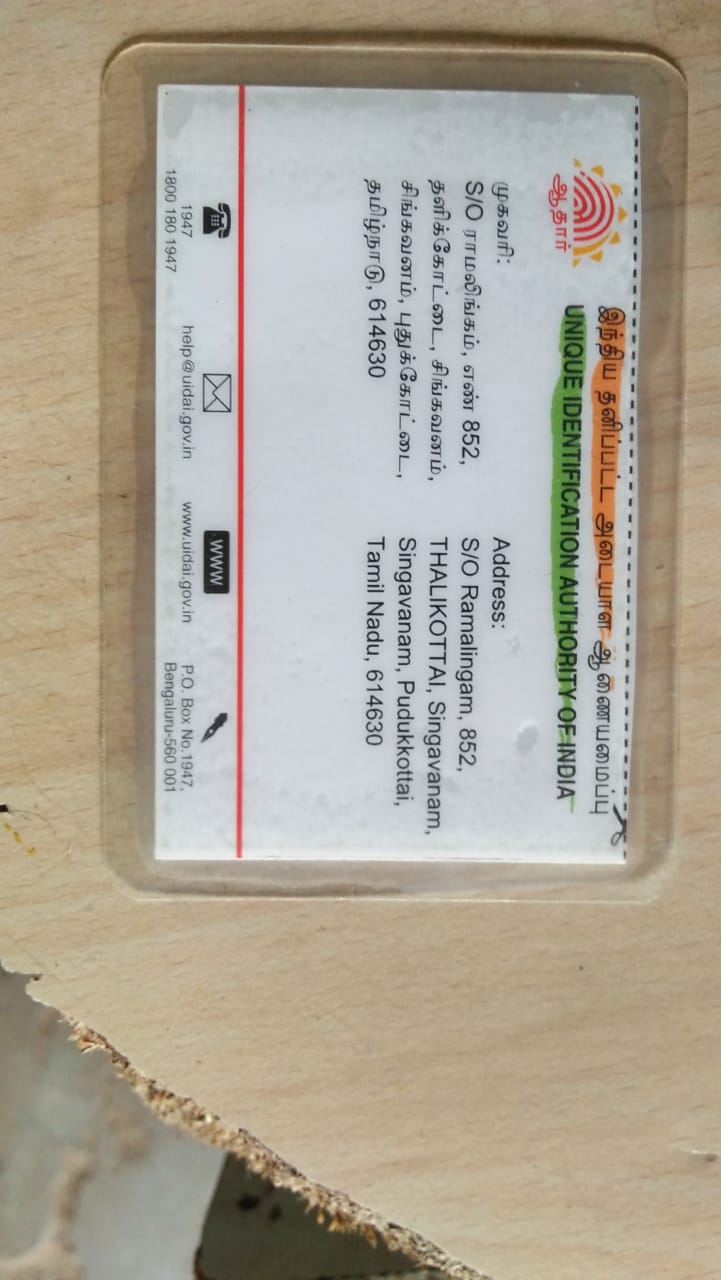 இந்திய தனிப்பட்ட அடையாள ஆணையமைப்பு
UNIQUE IDENTIFICATION AUTHORITY OF INDIA
ஆதார்
முகவரி:
S/O ராமலிங்கம், எண் 852,
தளிக்கோட்டை, சிங்கவனம்,
சிங்கவனம், புதுக்கோட்டை,
தமிழ்நாடு, 614630
Address:
S/O Ramalingam, 852,
THALIKOTTAI, Singavanam,
Singavanam, Pudukkottai,
Tamil Nadu, 614630
1947
1800 180 1947
help@uidai.gov.in
WWW
www.uidai.gov.in
P.O. Box No.1947,
Bengaluru-560 001